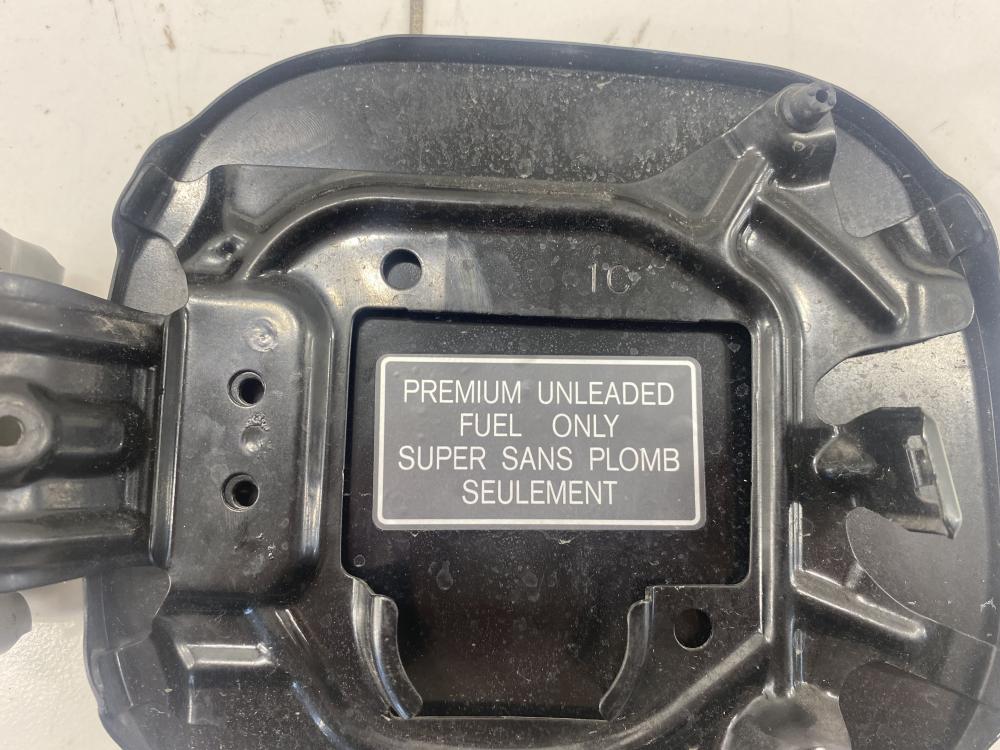 1C
PREMIUM UNLEADED
FUEL ONLY
SUPER SANS PLOMB
SEULEMENT